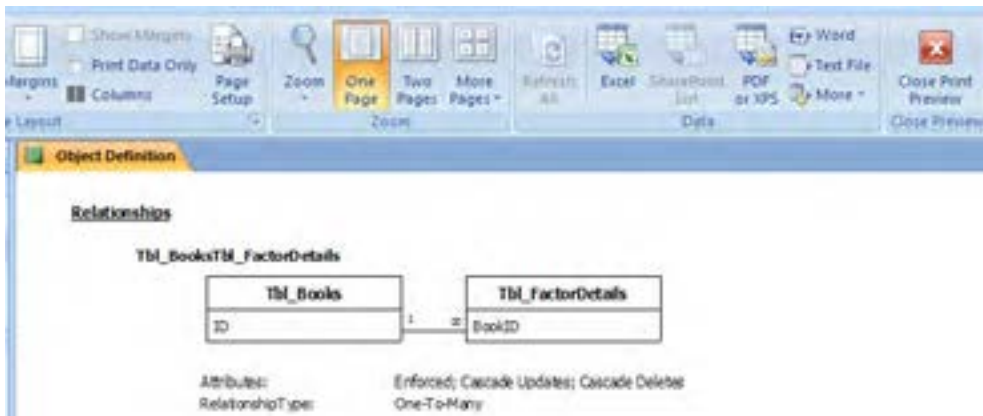 Show Margins
Print Data Only
Columns
Margins
Page Setup
Zoom
One Page
Two Pages
More Pages
Refresh All
Excel
SharePoint List
PDF or XPS
Word
Text File
More
Close Print Preview
Layout
Zoom
Data
Close Preview
Object Definition
Relationships
Tbl_BooksTbl_FactorDetails
Tbl_Books
Tbl_FactorDetails
ID
1
BookID
Attributes: Enforced; Cascade Updates; Cascade Deletes
RelationshipType: One-To-Many